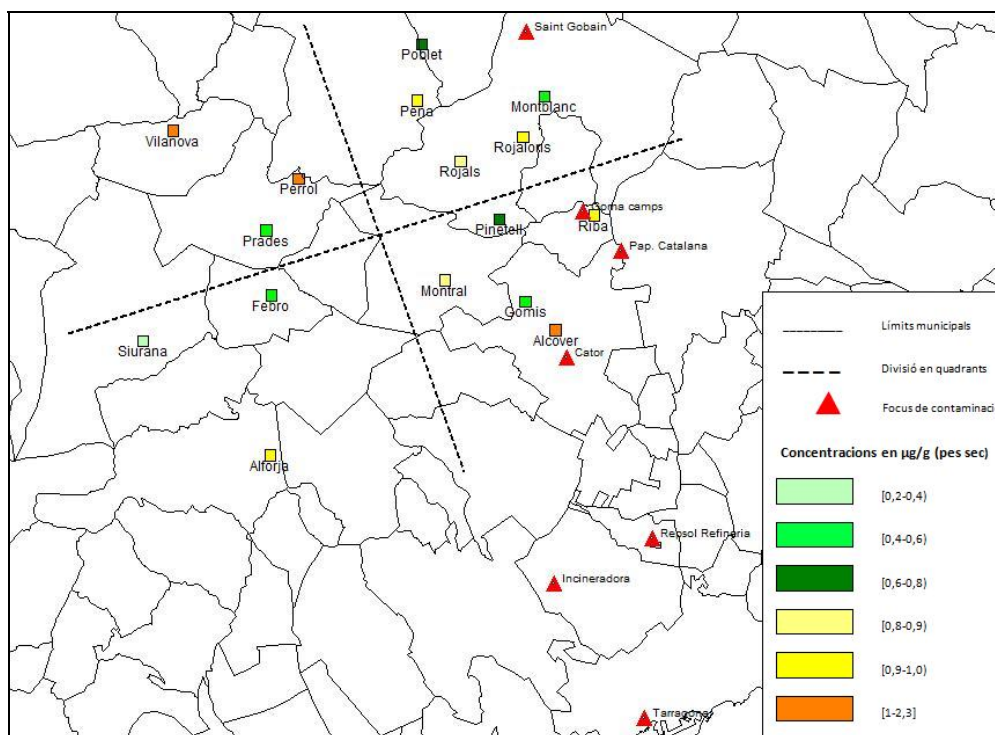 Saint Gobain
Poblet
Pena
Montblanc
Vilanova
Rojalons
Rojals
Perrol
Goma camps
Prades
Pinetell
Riba
Pap. Catalana
Febro
Montral
Gomis
Siurana
Alcover
Cator
Alforja
Repsol Refineria
Incineradora
Tarragona
Límits municipals
Divisió en quadrants
Focus de contaminaci
Concentracions en µg/g (pes sec)
[0,2-0,4)
[0,4-0,6)
[0,6-0,8)
[0,8-0,9)
[0,9-1,0)
[1-2,3]